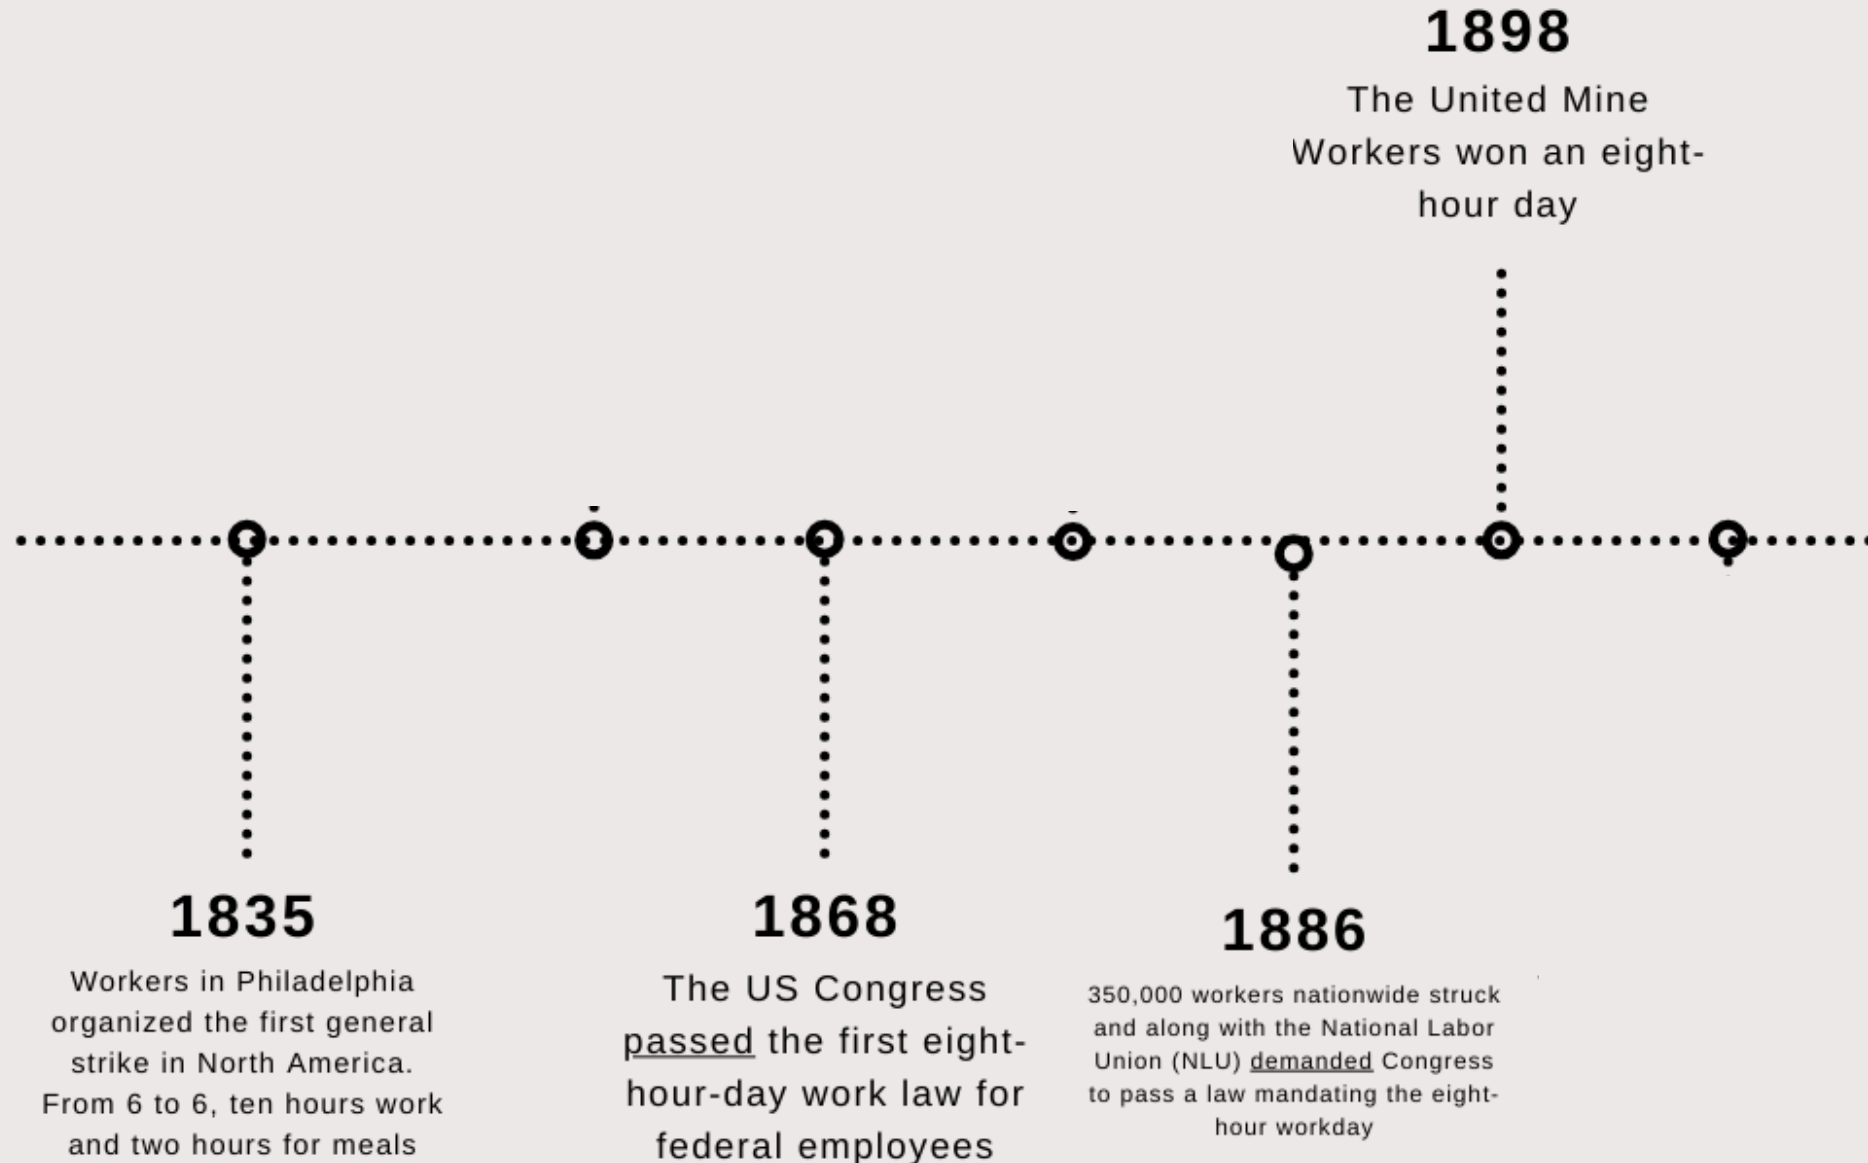 1898
The United Mine
Workers won an eight-
hour day
1835
Workers in Philadelphia
organized the first general
strike in North America.
From 6 to 6, ten hours work
and two hours for meals
1868
The US Congress
passed the first eight-
hour-day work law for
federal employees
1886
350,000 workers nationwide struck
and along with the National Labor
Union (NLU) demanded Congress
to pass a law mandating the eight-
hour workday